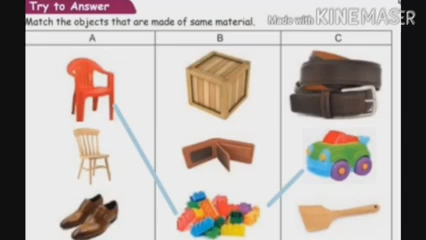 Try to Answer
Match the objects that are made of same material.
Made with KINEMASTER
A B C